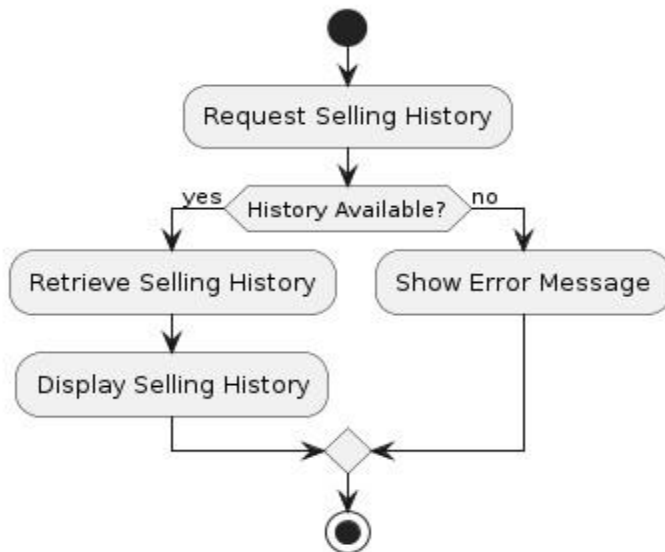 Request Selling History
yes
History Available?
no
Retrieve Selling History
Show Error Message
Display Selling History